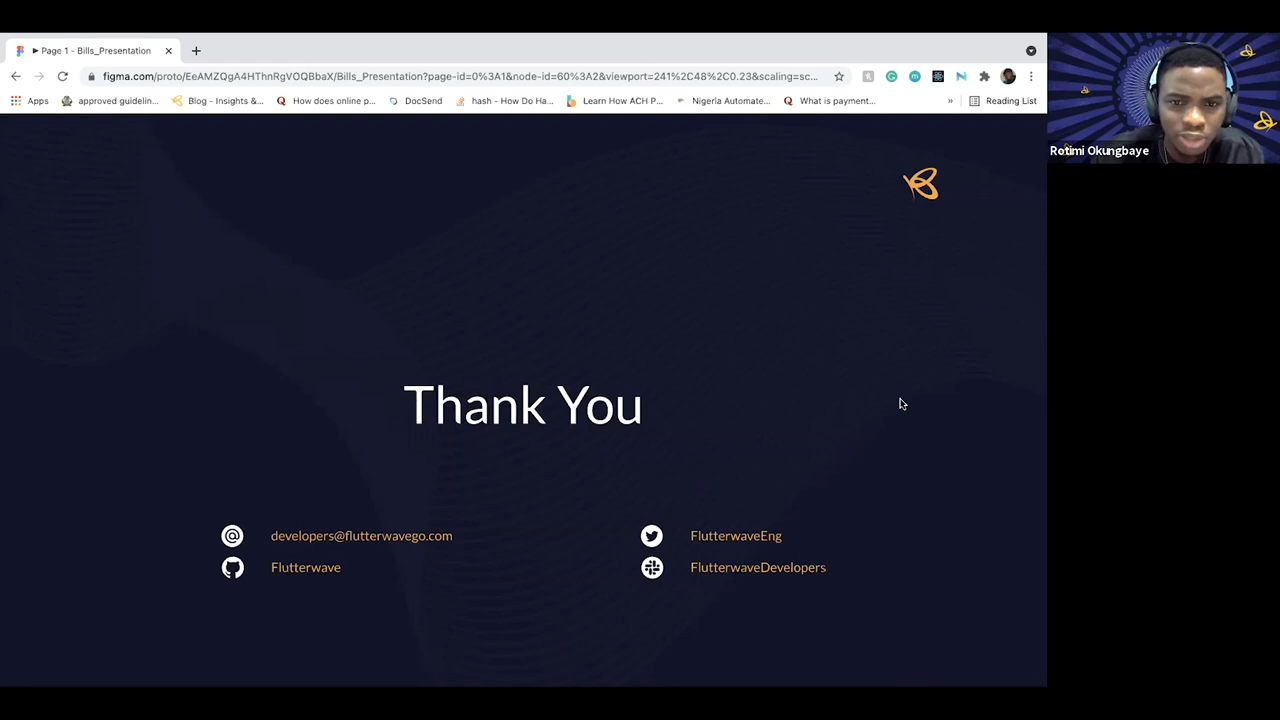 Page 1 - Bills_Presentation
figma.com/proto/EeAMZQgA4HThnRgVOQBbaX/Bills_Presentation?page-id=0%3A1&node-id=60%3A2&viewport=241%2C48%2C0.23&scaling=sc...
Apps approved guidelin... Blog - Insights &... How does online p... DocSend hash - How Do Ha... Learn How ACH P... Nigeria Automate... What is payment... » Reading List
Rotimi Okungbaye
Thank You
developers@flutterwavego.com FlutterwaveEng
Flutterwave FlutterwaveDevelopers